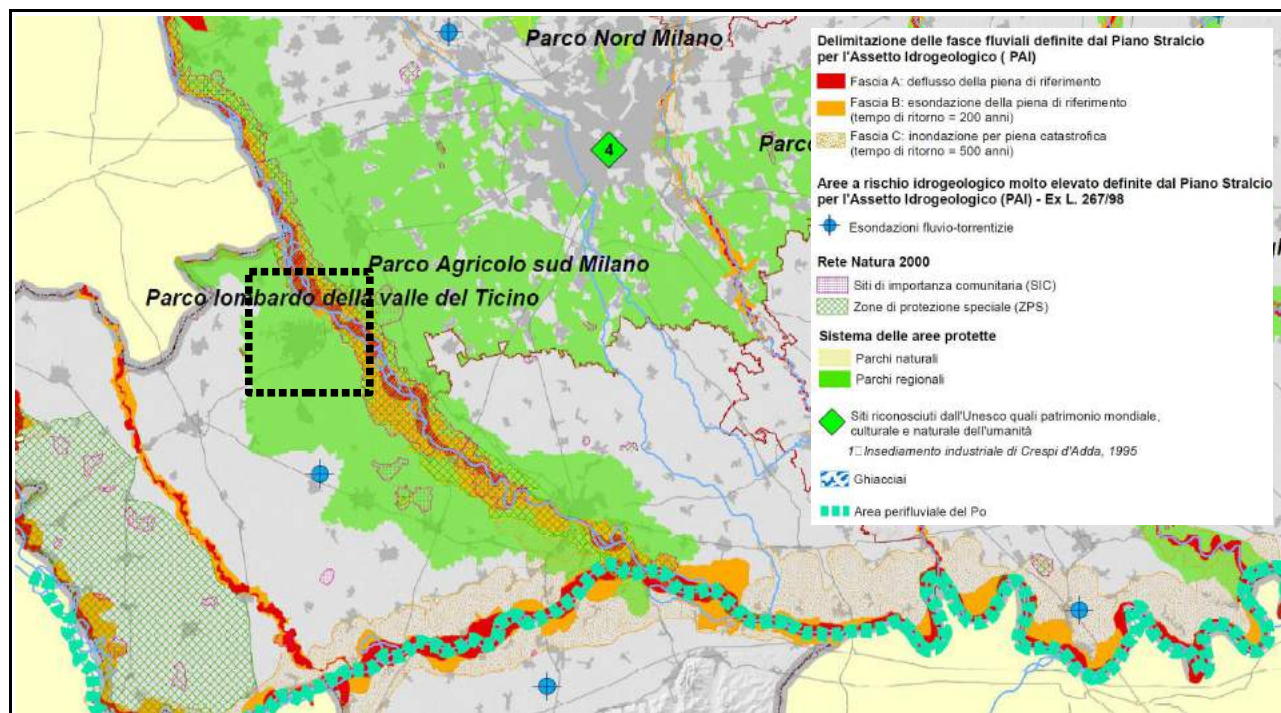 Parco Nord Milano
4
Parco Agricolo sud Milano
Parco lombardo della valle del Ticino
Delimitazione delle fasce fluviali definite dal Piano Stralcio
per l'Assetto Idrogeologico ( PAI)
Fascia A: deflusso della piena di riferimento
Fascia B: esondazione della piena di riferimento
(tempo di ritorno = 200 anni)
Fascia C: inondazione per piena catastrofica
(tempo di ritorno = 500 anni)
Aree a rischio idrogeologico molto elevato definite dal Piano Stralcio
per l'Assetto Idrogeologico (PAI) - Ex L. 267/98
Esondazioni fluvio-torrentizie
Rete Natura 2000
Siti di importanza comunitaria (SIC)
Zone di protezione speciale (ZPS)
Sistema delle aree protette
Parchi naturali
Parchi regionali
Siti riconosciuti dall'Unesco quali patrimonio mondiale,
culturale e naturale dell'umanità
1 Insediamento industriale di Crespi d'Adda, 1995
Ghiacciai
Area perifluviale del Po